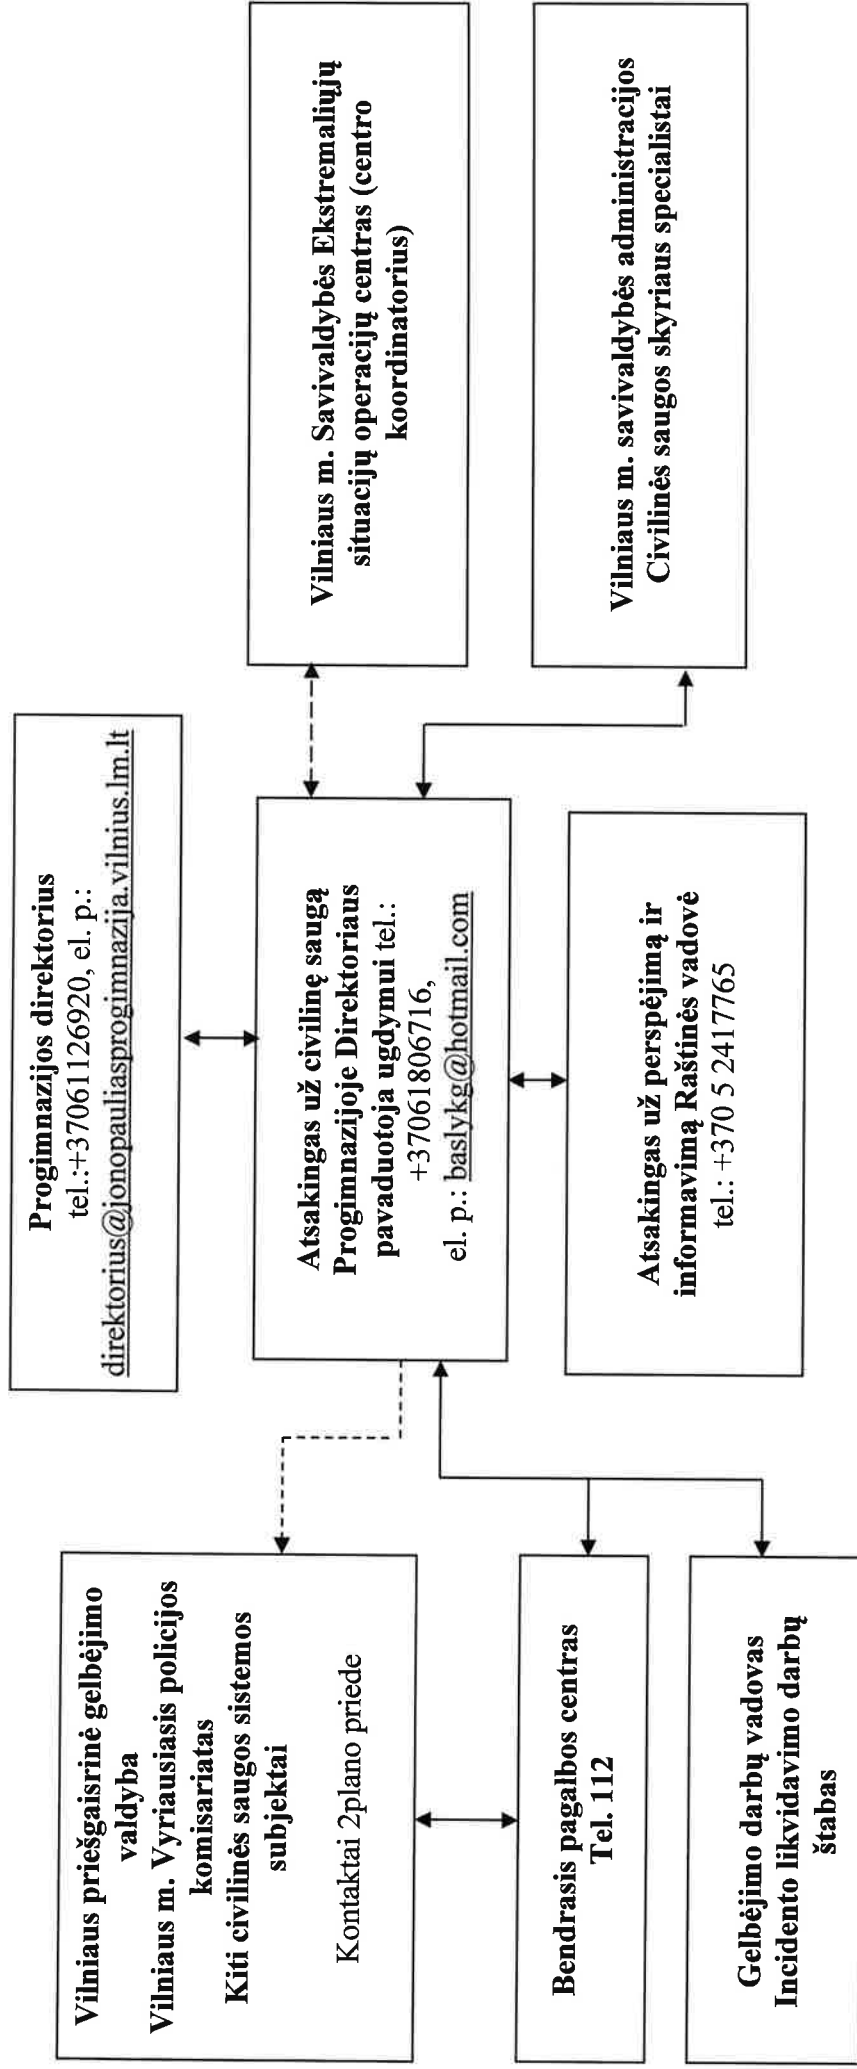 Vilniaus priešgaisrinė gelbėjimo
valdyba
Vilniaus m. Vyriausiasis policijos
komisariatas
Kiti civilinės saugos sistemos
subjektai
Kontaktai 2plano priede
Bendrasis pagalbos centras
Tel. 112
Gelbėjimo darbų vadovas
Incidento likvidavimo darbų
štabas
Progimnazijos direktorius
tel.:+37061126920, el. p.:
direktorius@jonopauliasprogimnazija.vilnius.lm.lt
Atsakingas už civilinę saugą
Progimnazijoje Direktoriaus
pavaduotoja ugdymui tel.:
+37061806716,
el. p.: baslykg@hotmail.com
Atsakingas už perspėjimą ir
informavimą Raštinės vadovė
tel.: +370 5 2417765
Vilniaus m. Savivaldybės Ekstremaliųjų
situacijų operacijų centras (centro
koordinatorius)
Vilniaus m. savivaldybės administracijos
Civilinės saugos skyriaus specialistai